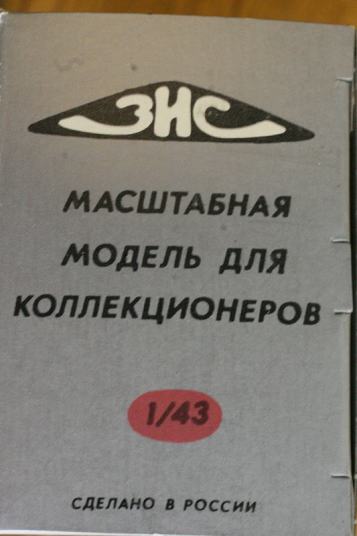 ЗИС
МАСШТАБНАЯ
МОДЕЛЬ ДЛЯ
КОЛЛЕКЦИОНЕРОВ
1/43
СДЕЛАНО В РОССИИ